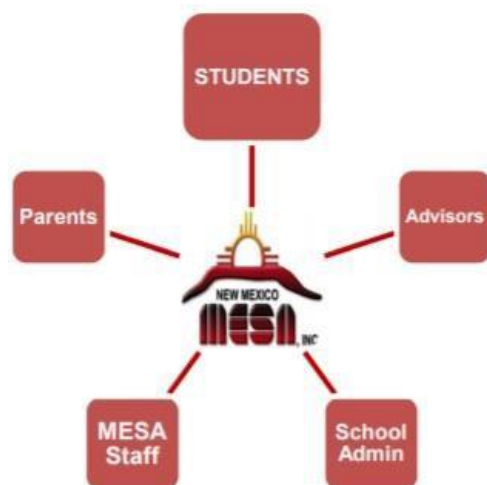 STUDENTS
Parents
Advisors
NEW MEXICO
MESA, INC
MESA
Staff
School
Admin